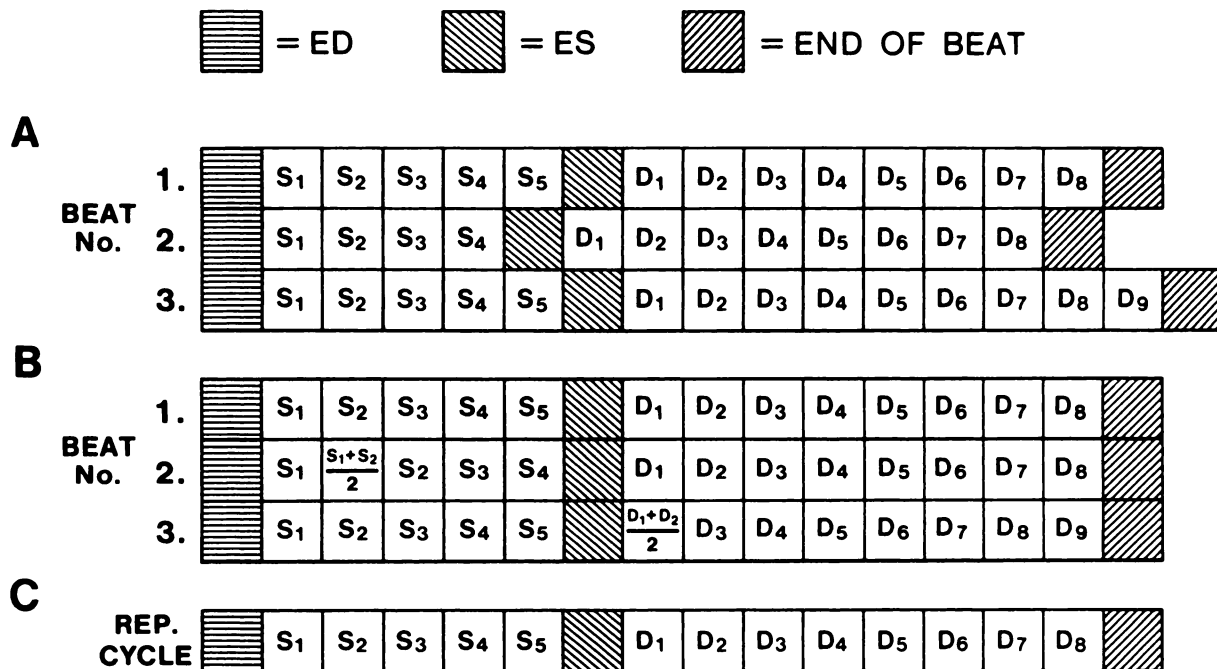 = ED = ES = END OF BEAT
A
1. S1 S2 S3 S4 S5 D1 D2 D3 D4 D5 D6 D7 D8
BEAT
No. 2. S1 S2 S3 S4 D1 D2 D3 D4 D5 D6 D7 D8
3. S1 S2 S3 S4 S5 D1 D2 D3 D4 D5 D6 D7 D8 D9
B
1. S1 S2 S3 S4 S5 D1 D2 D3 D4 D5 D6 D7 D8
BEAT
No. 2. S1 S1+S2/2 S2 S3 S4 D1 D2 D3 D4 D5 D6 D7 D8
3. S1 S2 S3 S4 S5 D1+D2/2 D3 D4 D5 D6 D7 D8 D9
C
REP.
CYCLE S1 S2 S3 S4 S5 D1 D2 D3 D4 D5 D6 D7 D8